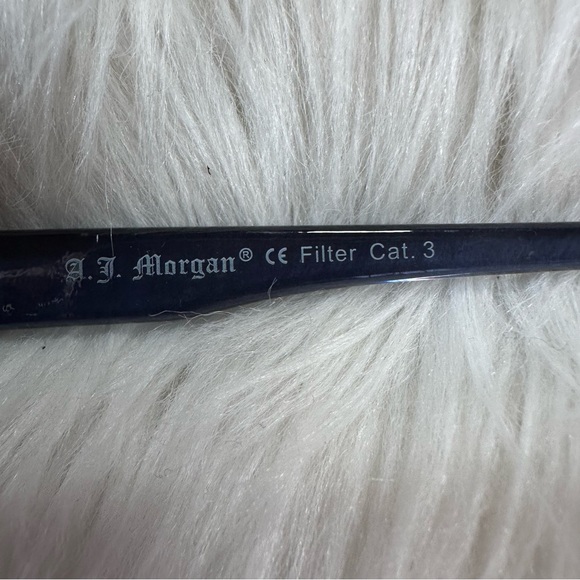 A.J. Morgan® CE Filter Cat. 3